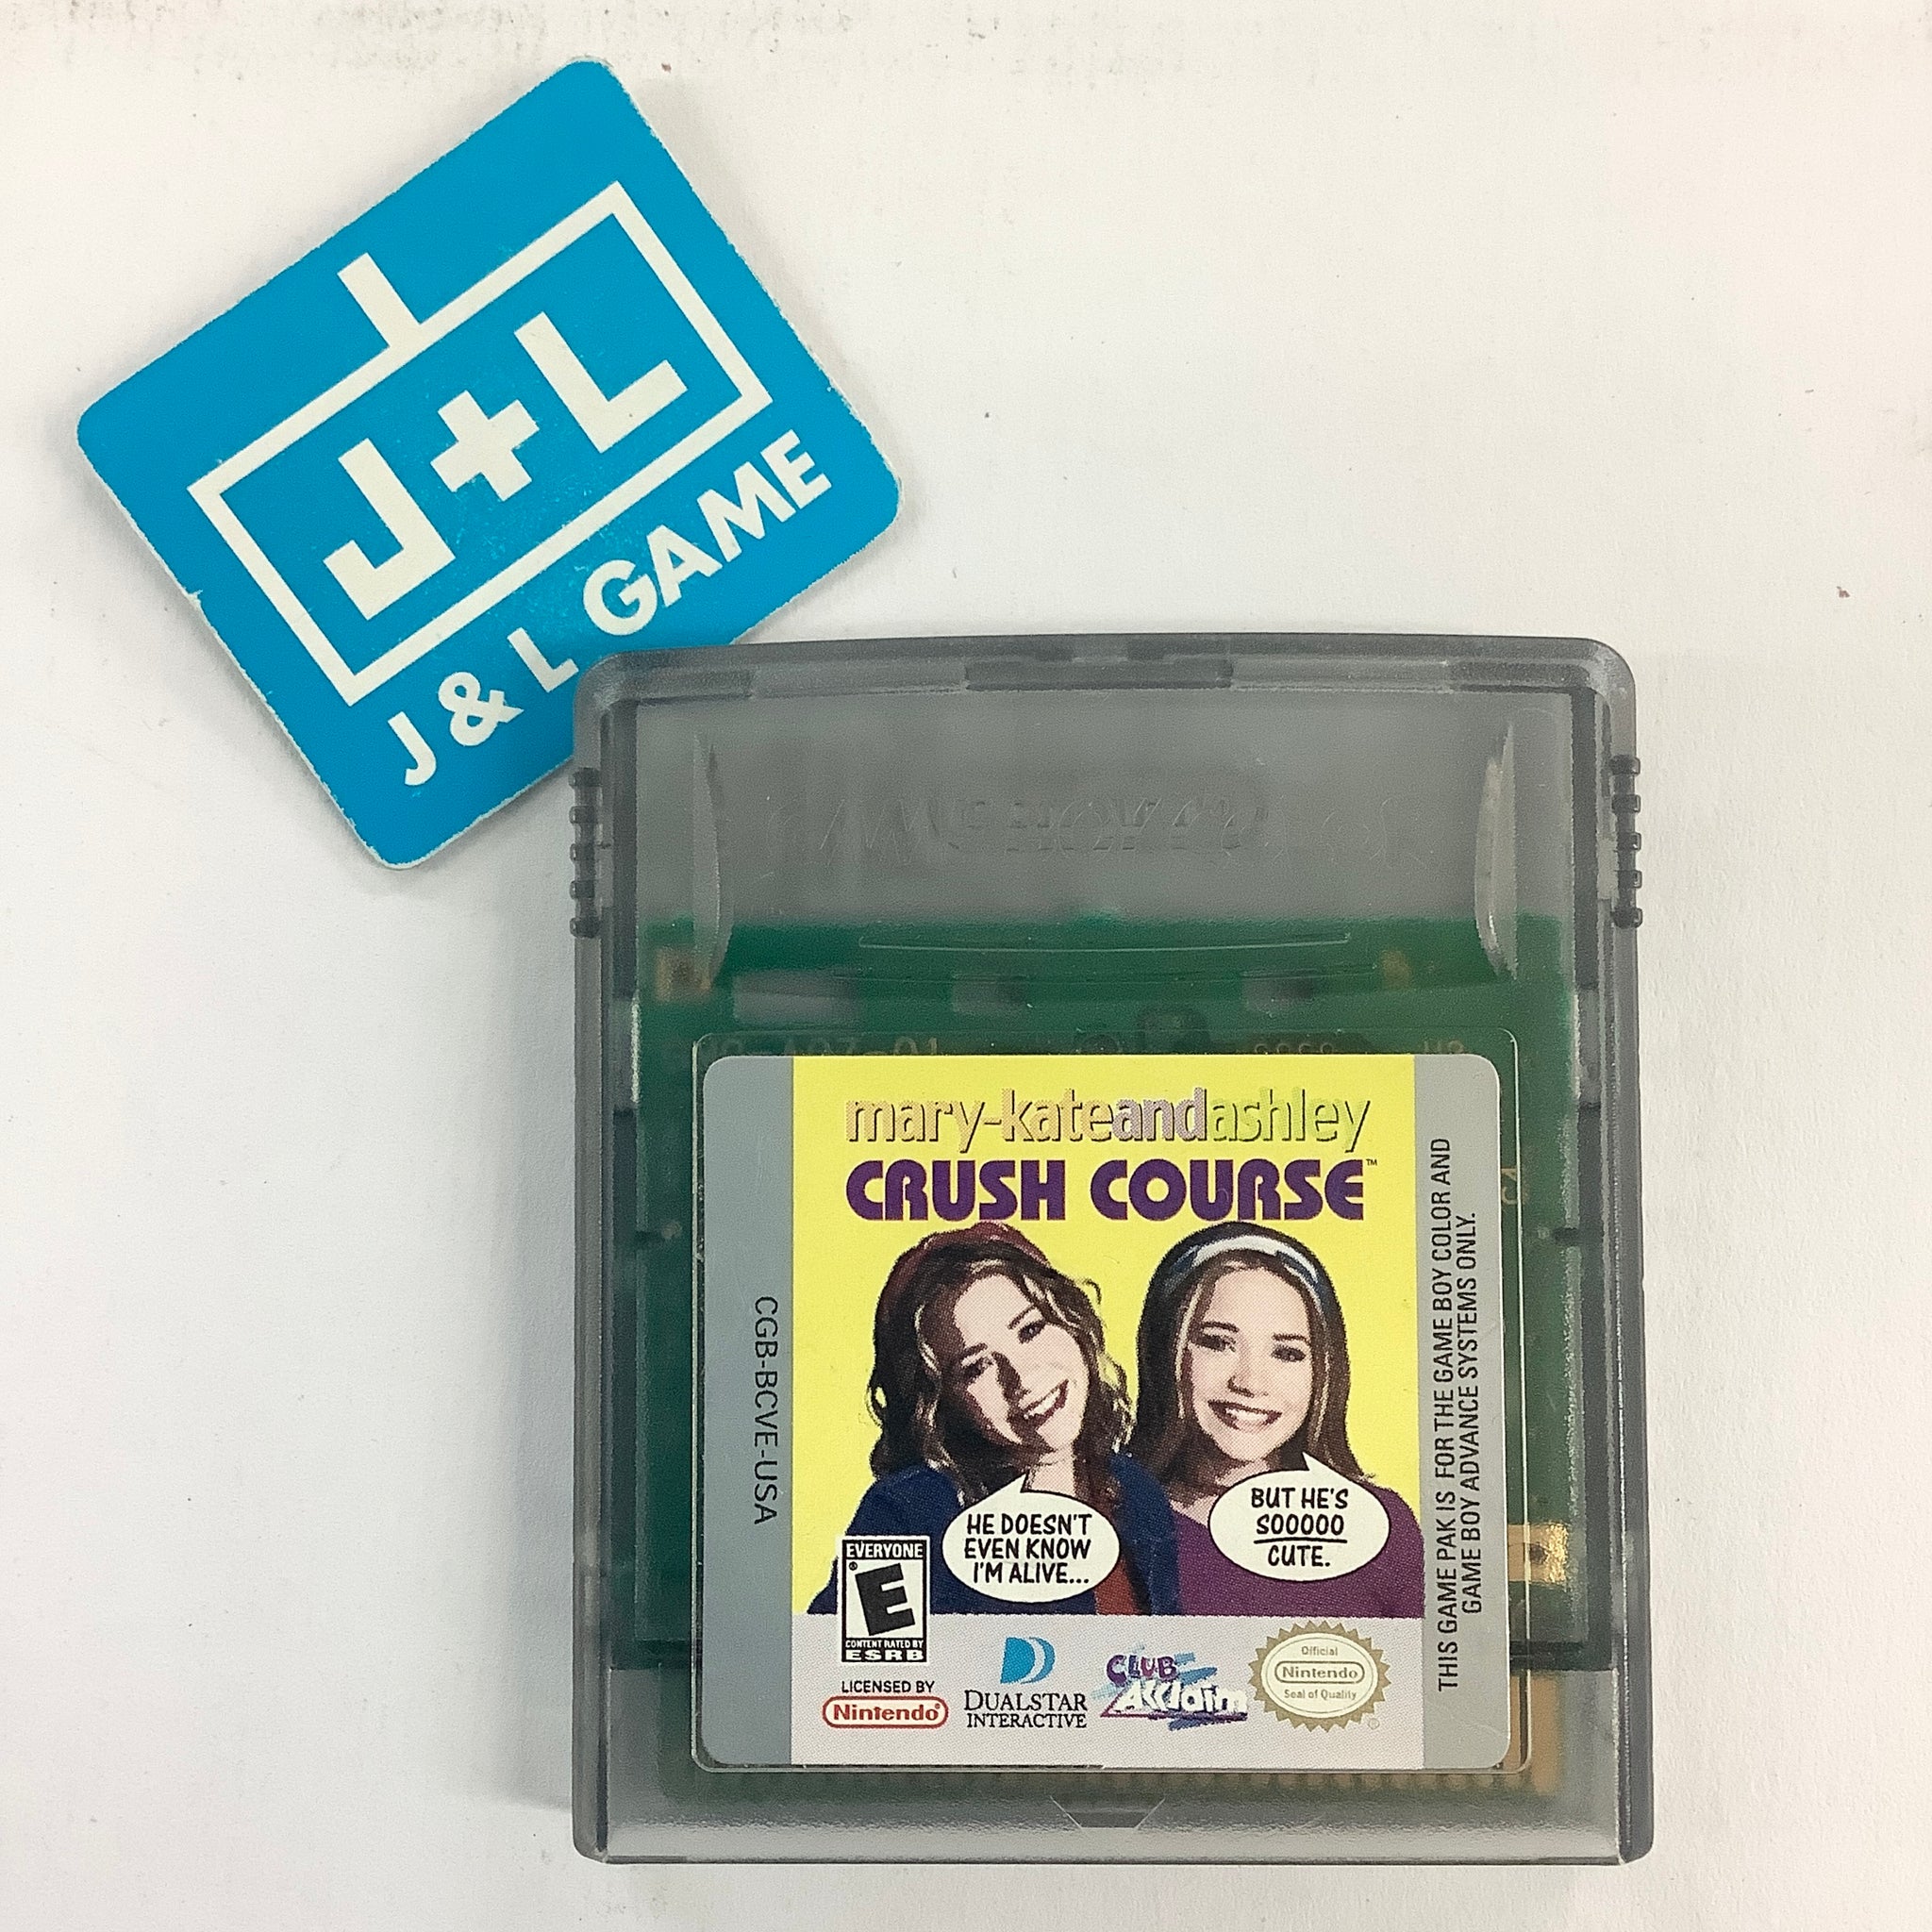 J+L
J & L GAME
mary-kateandashley
CRUSH COURSE™
HE DOESN'T
EVEN KNOW
I'M ALIVE...
BUT HE'S
SOOOOO
CUTE.
EVERYONE
E
CONTENT RATED BY
ESRB
LICENSED BY
Nintendo®
DUALSTAR
INTERACTIVE
CLUB
Acclaim
Official
Nintendo
Seal of Quality
CGB-BCVE-USA
THIS GAME PAK IS FOR THE GAME BOY COLOR AND
GAME BOY ADVANCE SYSTEMS ONLY.